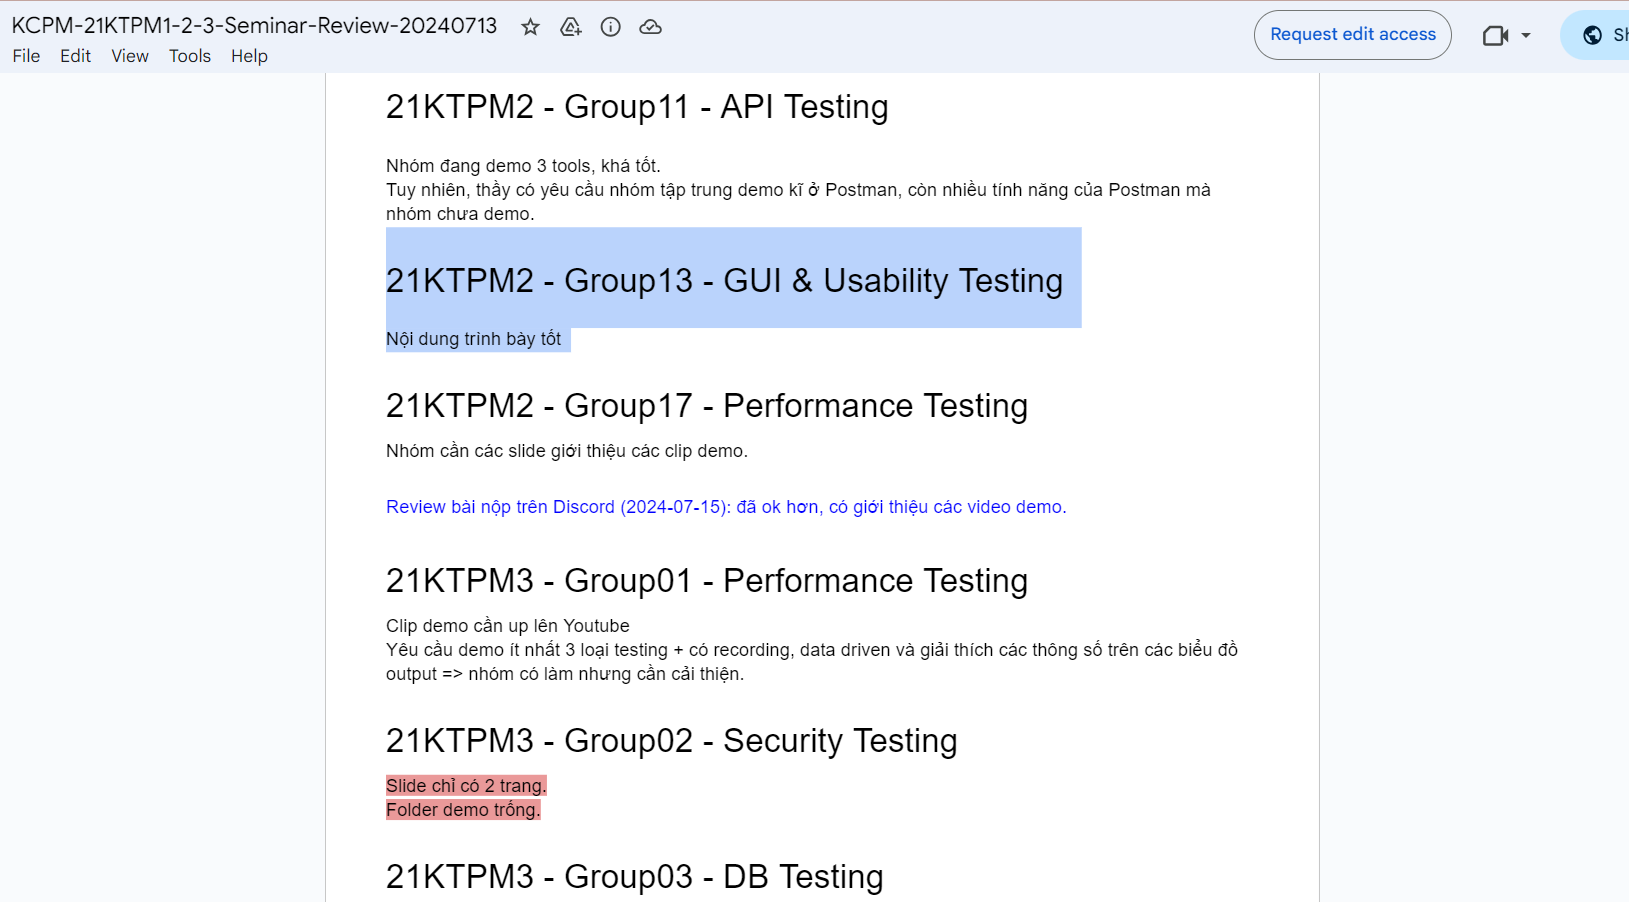 KCPM-21KTPM1-2-3-Seminar-Review-20240713
File Edit View Tools Help
Request edit access
21KTPM2 - Group11 - API Testing
Nhóm đang demo 3 tools, khá tốt.
Tuy nhiên, thầy có yêu cầu nhóm tập trung demo kĩ ở Postman, còn nhiều tính năng của Postman mà
nhóm chưa demo.
21KTPM2 - Group13 - GUI & Usability Testing
Nội dung trình bày tốt
21KTPM2 - Group17 - Performance Testing
Nhóm cần các slide giới thiệu các clip demo.
Review bài nộp trên Discord (2024-07-15): đã ok hơn, có giới thiệu các video demo.
21KTPM3 - Group01 - Performance Testing
Clip demo cần up lên Youtube
Yêu cầu demo ít nhất 3 loại testing + có recording, data driven và giải thích các thông số trên các biểu đồ
output => nhóm có làm nhưng cần cải thiện.
21KTPM3 - Group02 - Security Testing
Slide chỉ có 2 trang.
Folder demo trống.
21KTPM3 - Group03 - DB Testing